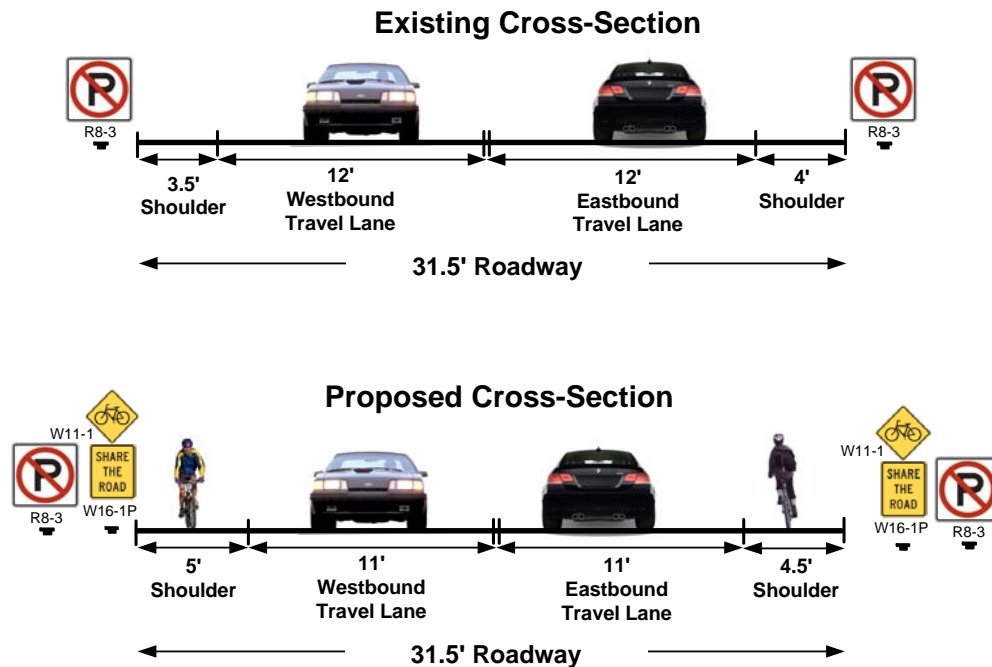 Existing Cross-Section
P
R8-3
P
R8-3
3.5'
Shoulder
12'
Westbound
Travel Lane
12'
Eastbound
Travel Lane
4'
Shoulder
31.5' Roadway
Proposed Cross-Section
W11-1
SHARE
THE
ROAD
P
R8-3
W16-1P
W11-1
SHARE
THE
ROAD
P
W16-1P
R8-3
5'
Shoulder
11'
Westbound
Travel Lane
11'
Eastbound
Travel Lane
4.5'
Shoulder
31.5' Roadway